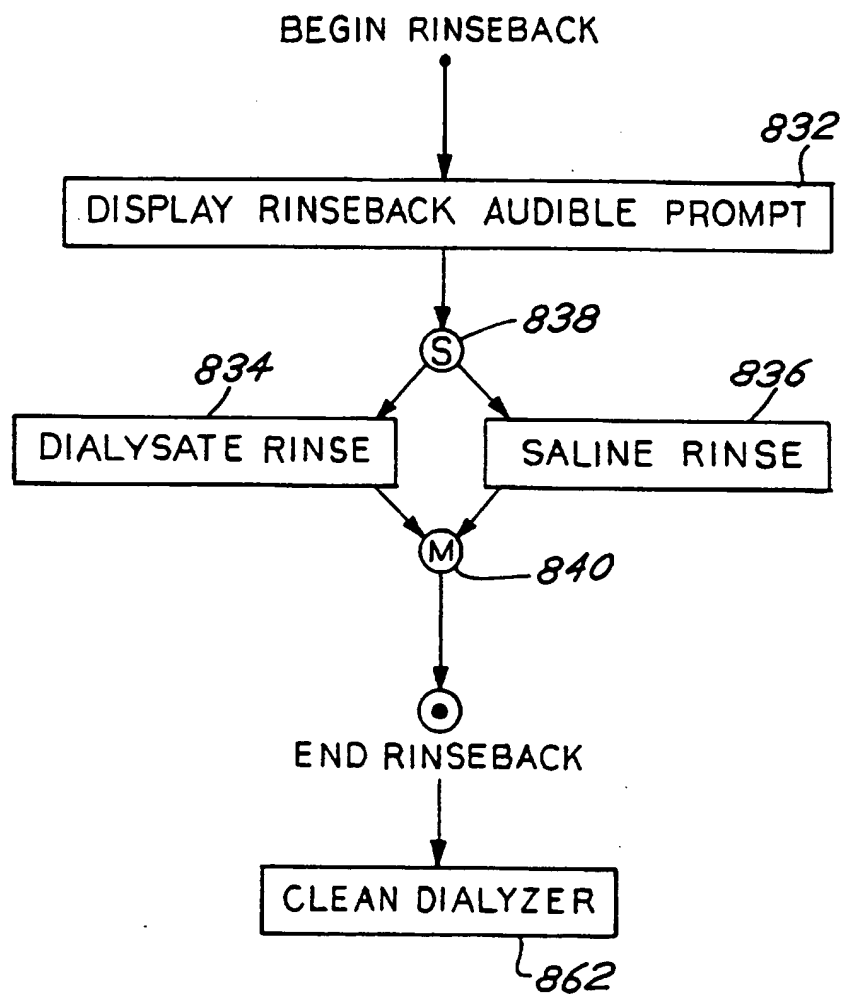 BEGIN RINSEBACK
832
DISPLAY RINSEBACK AUDIBLE PROMPT
838
S
834
836
DIALYSATE RINSE
SALINE RINSE
M
840
END RINSEBACK
CLEAN DIALYZER
862